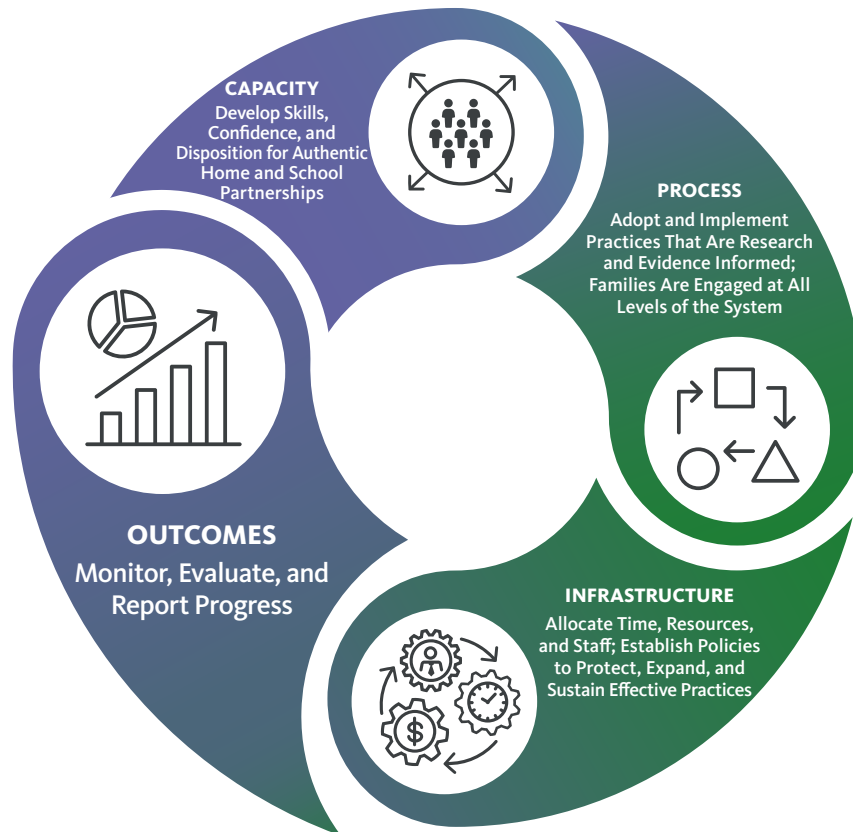 CAPACITY
Develop Skills,
Confidence, and
Disposition for Authentic
Home and School
Partnerships
PROCESS
Adopt and Implement
Practices That Are Research
and Evidence Informed;
Families Are Engaged at All
Levels of the System
OUTCOMES
Monitor, Evaluate, and
Report Progress
INFRASTRUCTURE
Allocate Time, Resources,
and Staff; Establish Policies
to Protect, Expand, and
Sustain Effective Practices
$